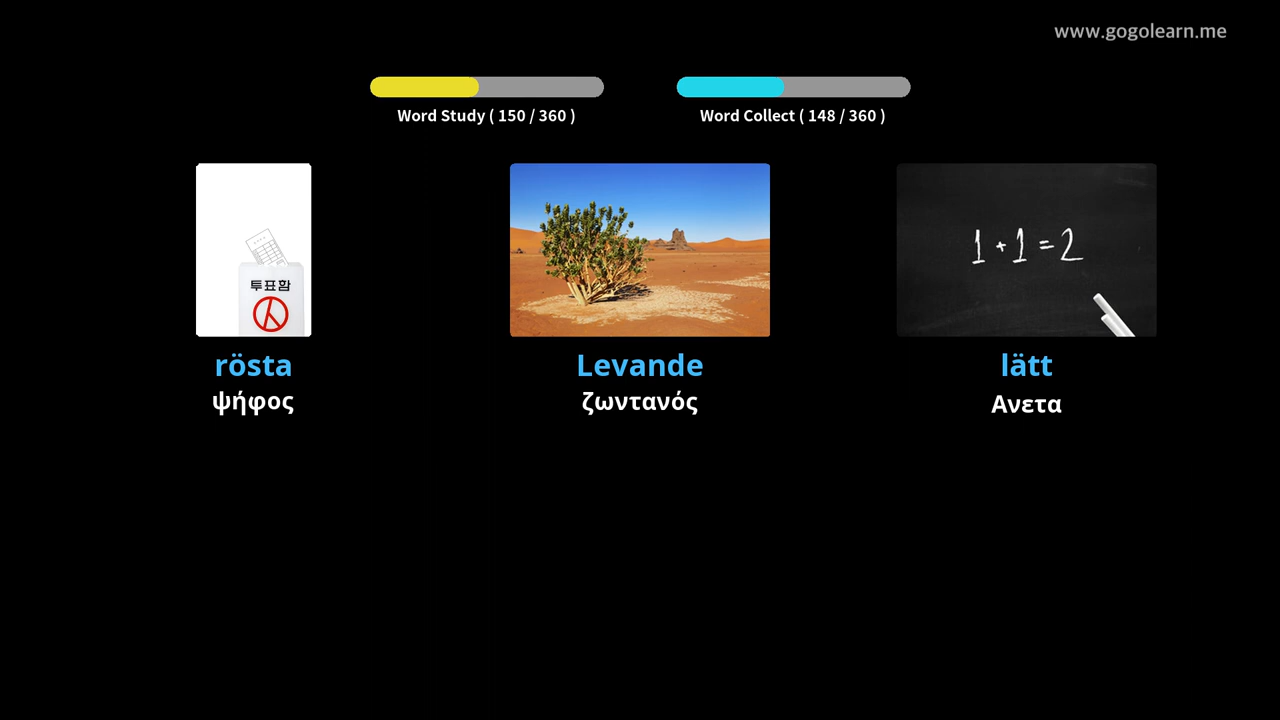 www.gogolearn.me
Word Study ( 150 / 360 )
Word Collect ( 148 / 360 )
투표함
1 + 1 = 2
rösta
Levande
lätt
ψήφος
ζωντανός
Ανετα